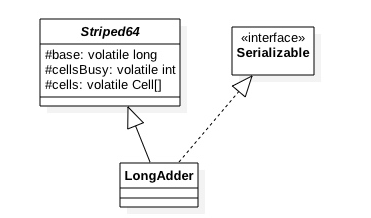 Striped64
#base: volatile long
#cellsBusy: volatile int
#cells: volatile Cell[]
«interface»
Serializable
LongAdder